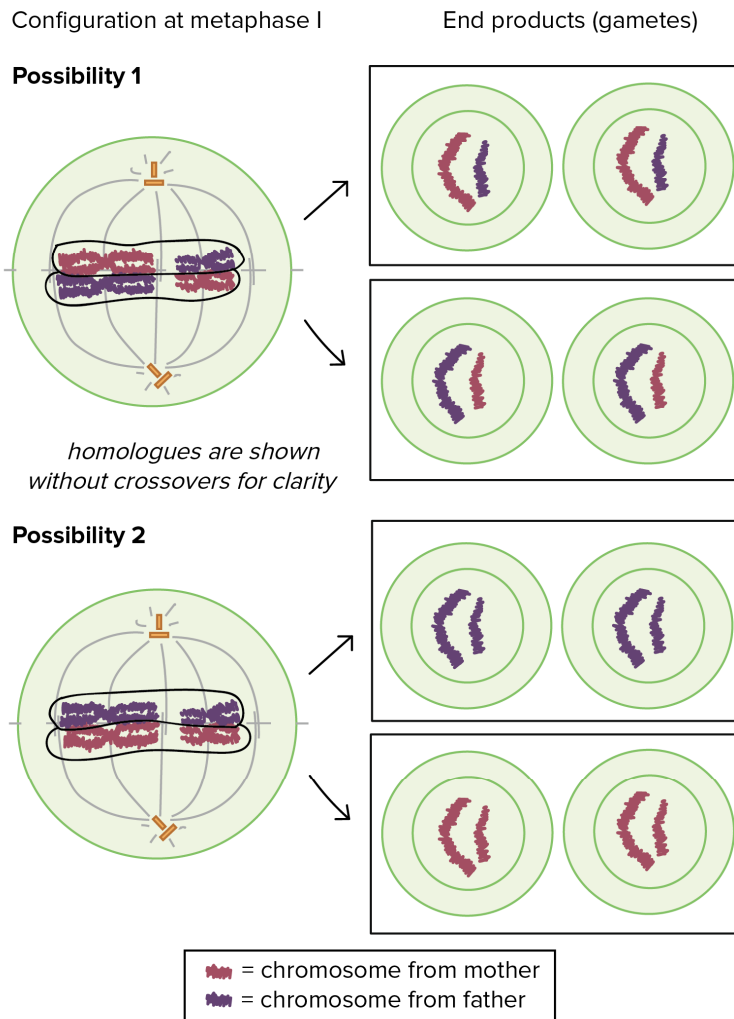 Configuration at metaphase I
End products (gametes)
Possibility 1
homologues are shown
without crossovers for clarity
Possibility 2
= chromosome from mother
= chromosome from father